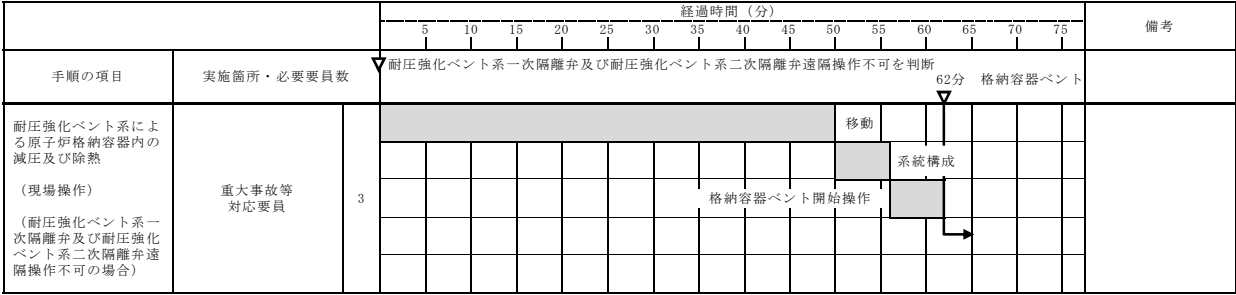 経過時間（分）
備考
5 10 15 20 25 30 35 40 45 50 55 60 65 70 75
手順の項目
実施箇所・必要要員数
耐圧強化ベント系一次隔離弁及び耐圧強化ベント系二次隔離弁遠隔操作不可を判断
62分 格納容器ベント
耐圧強化ベント系によ
る原子炉格納容器内の
減圧及び除熱
（現場操作）
（耐圧強化ベント系一
次隔離弁及び耐圧強化
ベント系二次隔離弁遠
隔操作不可の場合）
重大事故等
対応要員
3
移動
系統構成
格納容器ベント開始操作